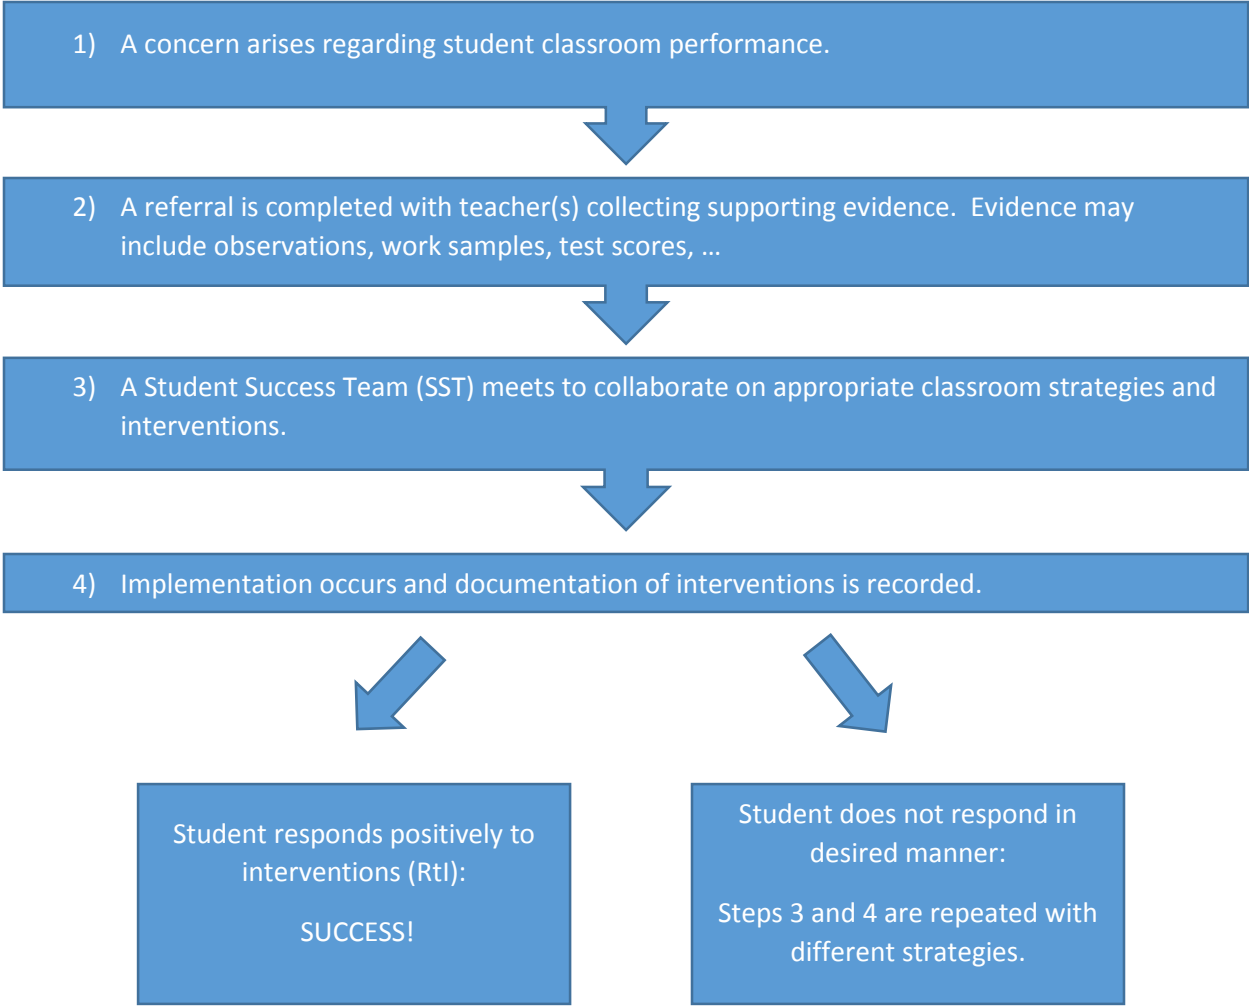 1) A concern arises regarding student classroom performance.
2) A referral is completed with teacher(s) collecting supporting evidence.  Evidence may
include observations, work samples, test scores, …
3) A Student Success Team (SST) meets to collaborate on appropriate classroom strategies and
interventions.
4) Implementation occurs and documentation of interventions is recorded.
Student responds positively to
interventions (RtI):
SUCCESS!
Student does not respond in
desired manner:
Steps 3 and 4 are repeated with
different strategies.